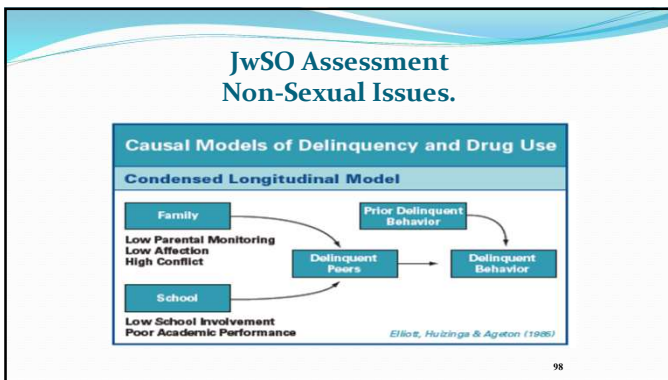 JwSO Assessment
Non-Sexual Issues.
Causal Models of Delinquency and Drug Use
Condensed Longitudinal Model
Family
Low Parental Monitoring
Low Affection
High Conflict
School
Low School Involvement
Poor Academic Performance
Delinquent
Peers
Prior Delinquent
Behavior
Delinquent
Behavior
Elliott, Huizinga & Ageton (1985)
98